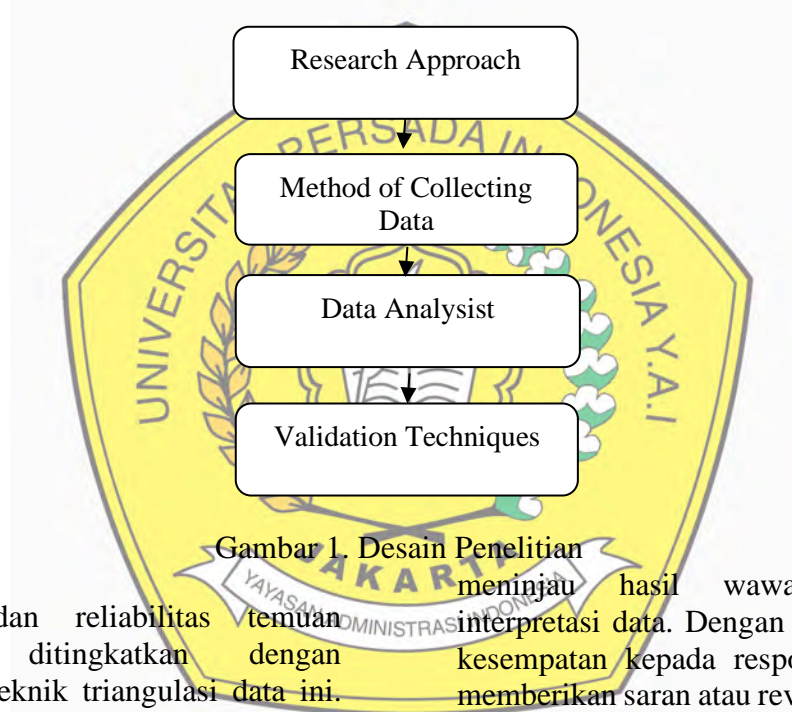 Research Approach
Method of Collecting
Data
Data Analysist
Validation Techniques
Gambar 1. Desain Penelitian
dan reliabilitas temuan
ditingkatkan dengan
teknik triangulasi data ini.
meninjau hasil
interpretasi data. Dengan
kesempatan kepada
memberikan saran atau
PERSADA
INDONESIA Y.A.I
JAKARTA
YAYASAN ADMINISTRASI INDONESIA